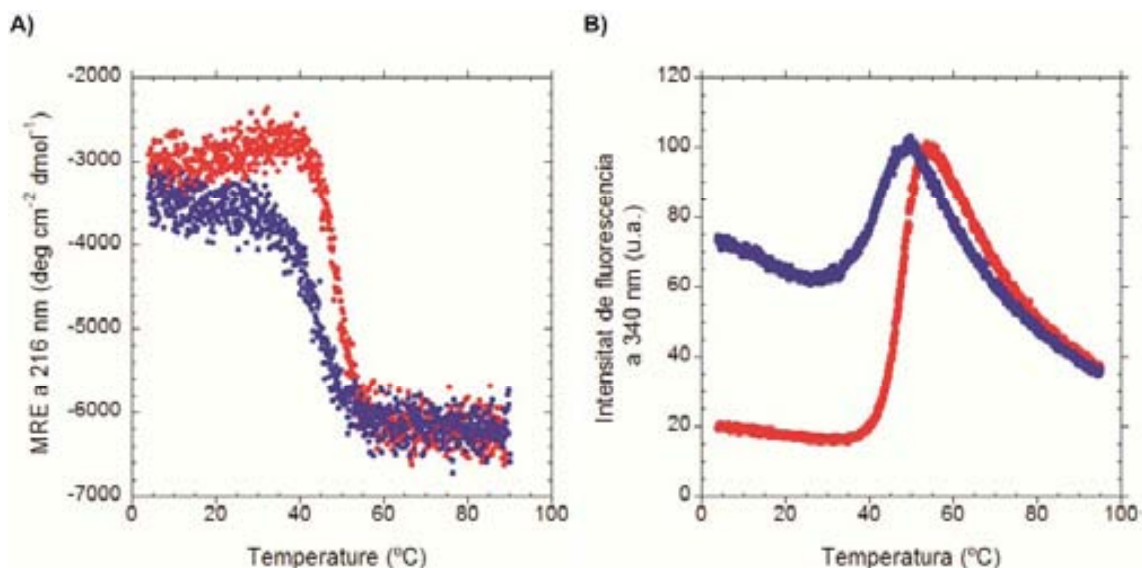 A)
-2000
-3000
-4000
-5000
-6000
-7000
0 20 40 60 80 100
MRE a 216 nm (deg cm⁻² dmol⁻¹)
Temperature (ºC)
B)
120
100
80
60
40
20
0
0 20 40 60 80 100
Intensitat de fluorescencia
a 340 nm (u.a.)
Temperatura (ºC)